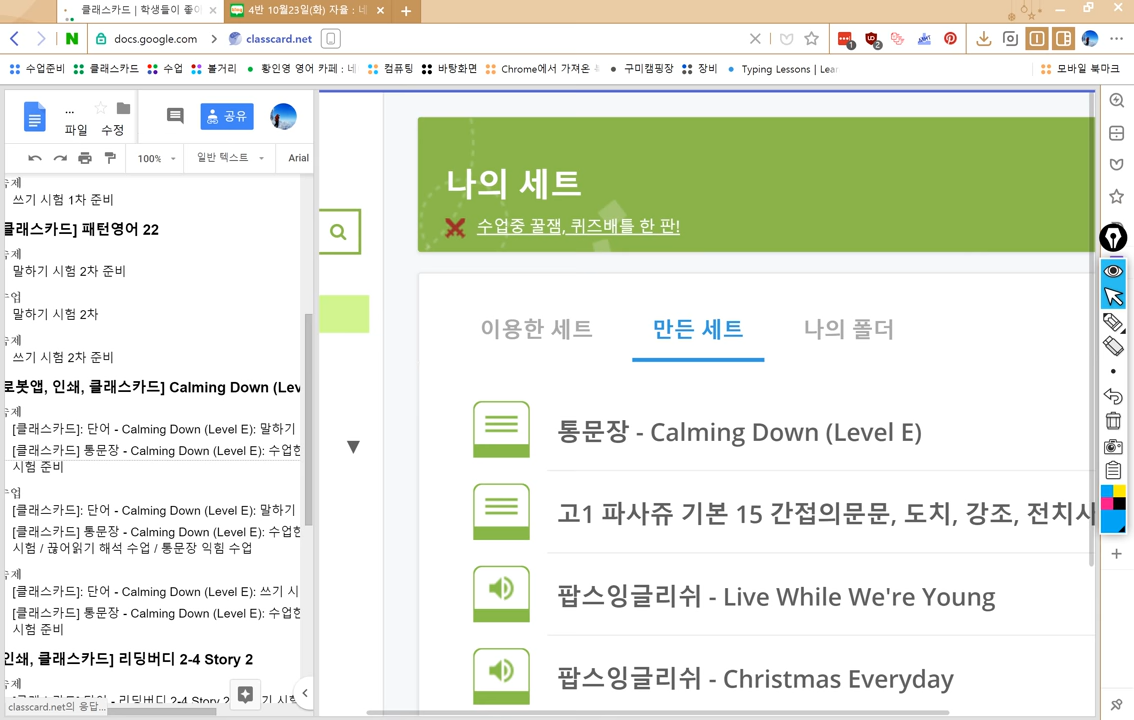 클래스카드 | 학생들이 좋아
4반 10월23일(화) 자율 : 네
N
docs.google.com
classcard.net
1
2
수업준비
클래스카드
수업
볼거리
황인영 영어 카페 : 네
컴퓨팅
바탕화면
Chrome에서 가져온
구미캠핑장
장비
Typing Lessons | Lear
모바일 북마크
...
파일 수정
공유
100%
일반 텍스트
Arial
쓰기 시험 1차 준비
클래스카드] 패턴영어 22
말하기 시험 2차 준비
말하기 시험 2차
쓰기 시험 2차 준비
로봇앱, 인쇄, 클래스카드] Calming Down (Lev
[클래스카드]: 단어 - Calming Down (Level E): 말하기
[클래스카드] 통문장 - Calming Down (Level E): 수업한
시험 준비
[클래스카드]: 단어 - Calming Down (Level E): 말하기
[클래스카드] 통문장 - Calming Down (Level E): 수업한
시험 / 끊어읽기 해석 수업 / 통문장 익힘 수업
[클래스카드]: 단어 - Calming Down (Level E): 쓰기 시
[클래스카드] 통문장 - Calming Down (Level E): 수업한
시험 준비
인쇄, 클래스카드] 리딩버디 2-4 Story 2
classcard.net의 응답...
나의 세트
수업중 꿀잼, 퀴즈배틀 한 판!
이용한 세트
만든 세트
나의 폴더
통문장 - Calming Down (Level E)
고1 파사쥬 기본 15 간접의문문, 도치, 강조, 전치사
팝스잉글리쉬 - Live While We're Young
팝스잉글리쉬 - Christmas Everyday